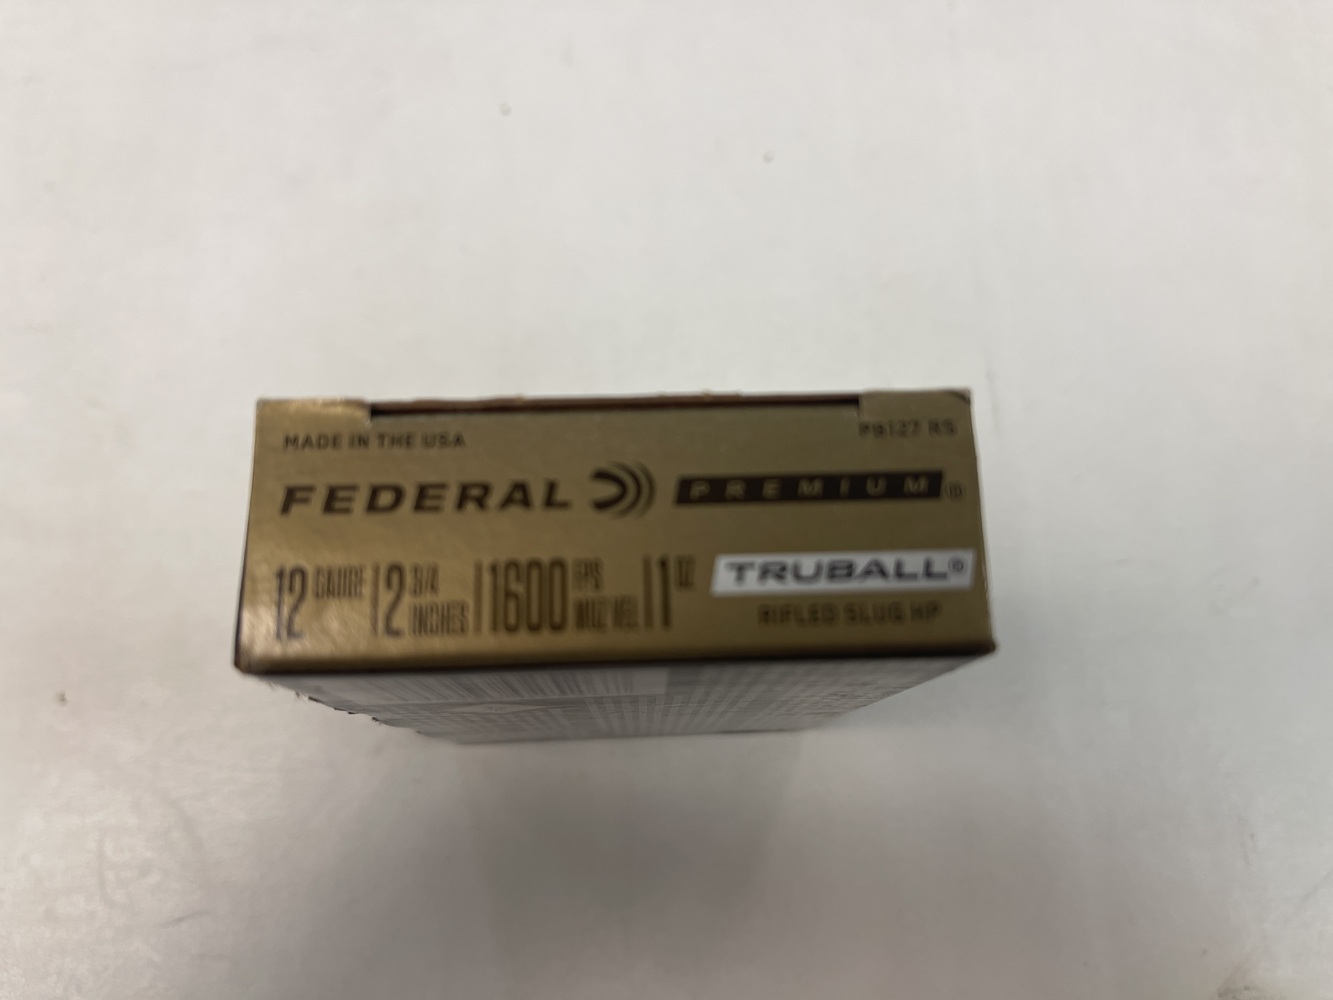 MADE IN THE USA PB127 RS
FEDERAL PREMIUM®
12 GAUGE 2 3/4 INCHES 1600 FPS MUZ VEL 1 OZ TRUBALL®
RIFLED SLUG HP